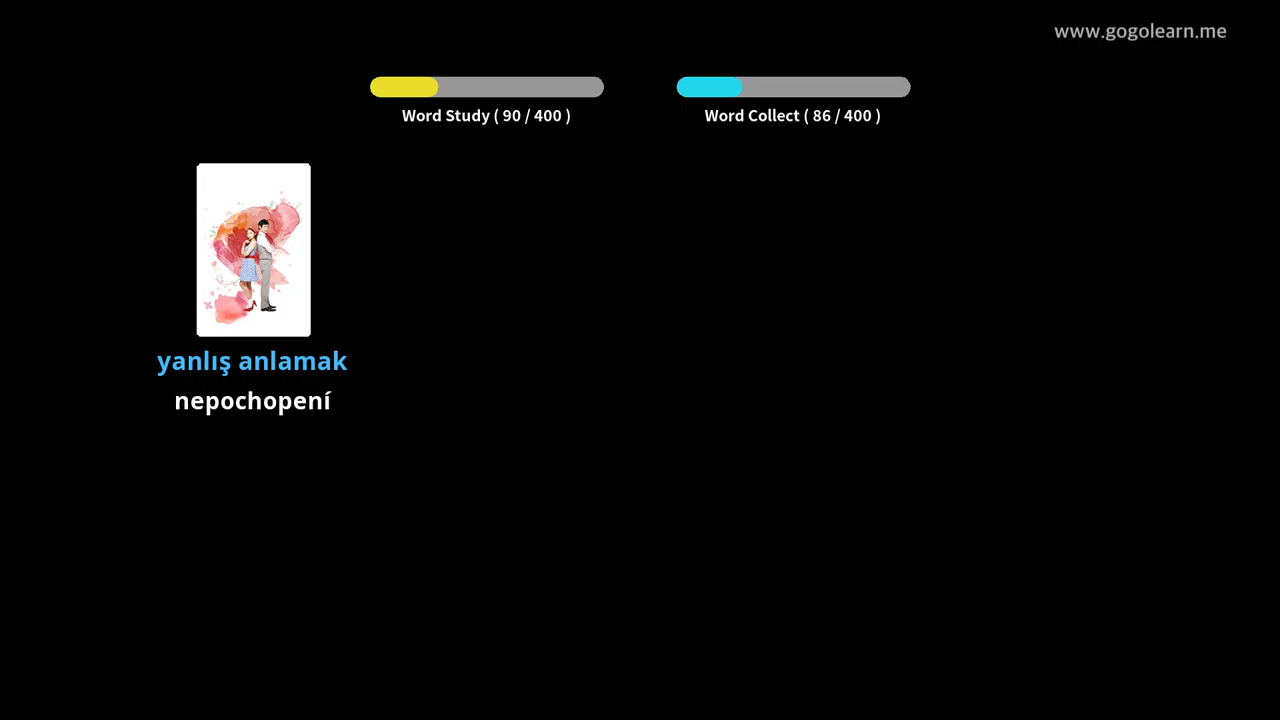 www.gogolearn.me
Word Study ( 90 / 400 )
Word Collect ( 86 / 400 )
yanlış anlamak
nepochopení